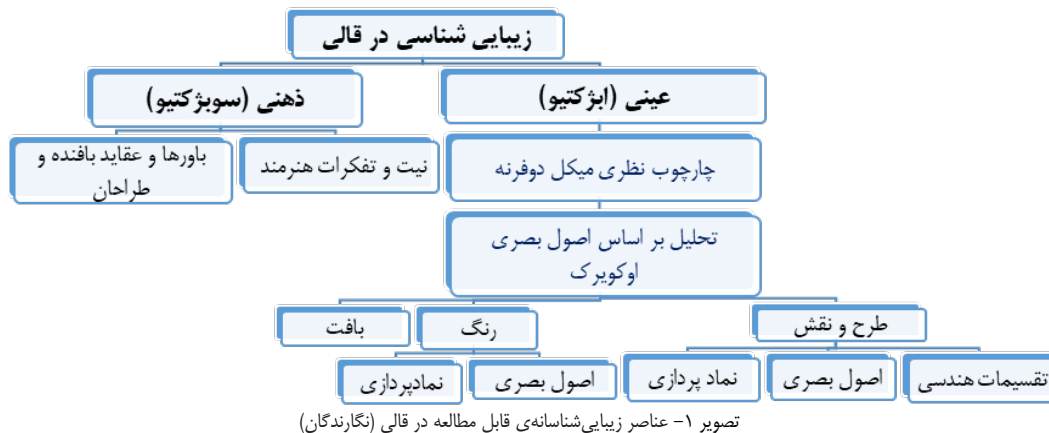 زیبایی شناسی در قالی
عینی (ابژکتیو)
ذهنی (سوبژکتیو)
چارچوب نظری میکل دوفرنه
نیت و تفکرات هنرمند
باورها و عقاید بافنده و
طراحان
تحلیل بر اساس اصول بصری
اوکویرک
طرح و نقش
رنگ
بافت
تقسیمات هندسی
اصول بصری
نماد پردازی
اصول بصری
نمادپردازی
تصویر ۱- عناصر زیبایی‌شناسانه‌ی قابل مطالعه در قالی (نگارندگان)